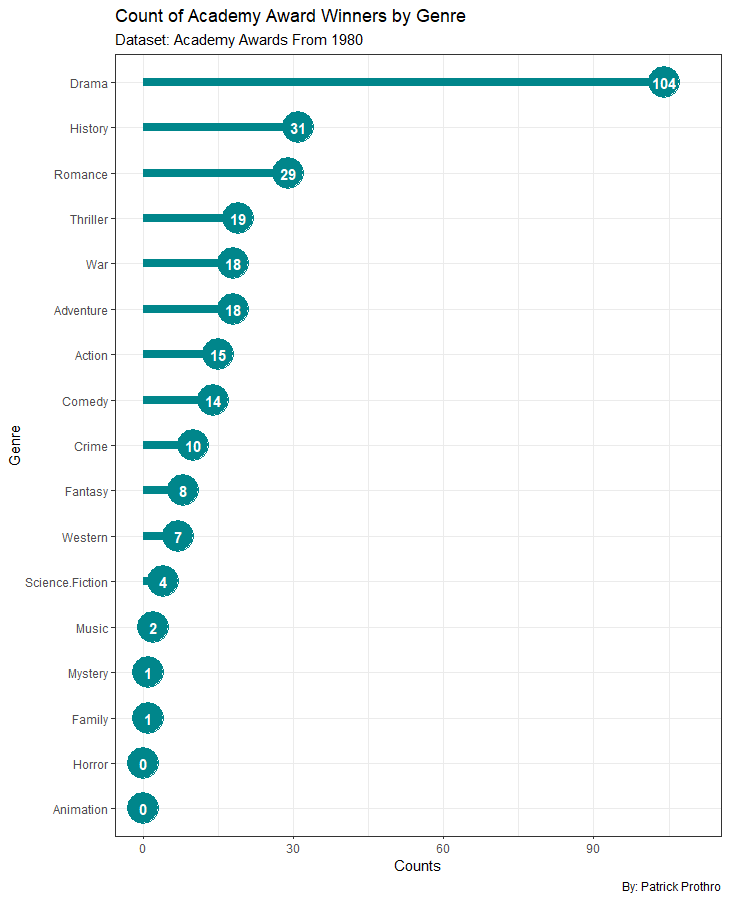 Count of Academy Award Winners by Genre
Dataset: Academy Awards From 1980
Genre
Drama 104
History 31
Romance 29
Thriller 19
War 18
Adventure 18
Action 15
Comedy 14
Crime 10
Fantasy 8
Western 7
Science.Fiction 4
Music 2
Mystery 1
Family 1
Horror 0
Animation 0
0 30 60 90
Counts
By: Patrick Prothro